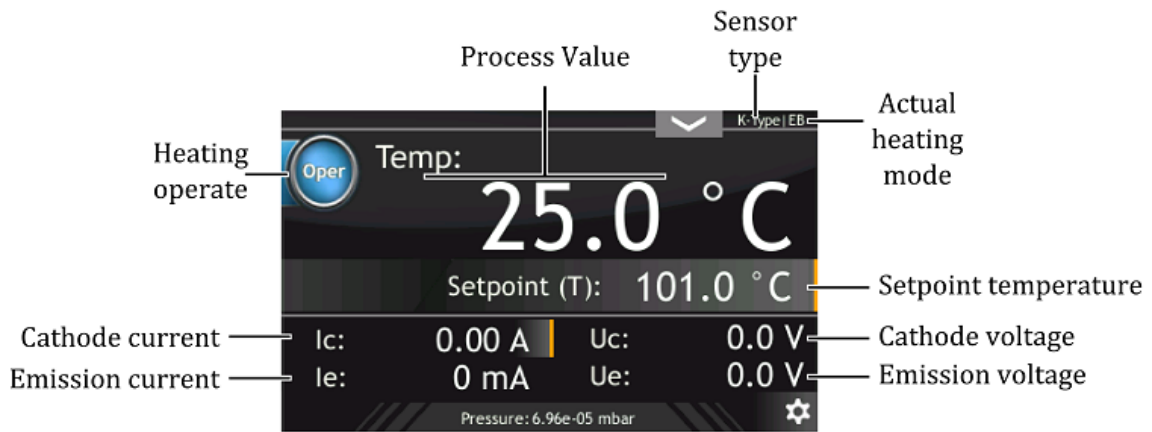 Sensor
type
Process Value
Actual
heating
mode
K-Type|EB
Heating
operate
Oper
Temp:
25.0 °C
Setpoint (T): 101.0 °C
Setpoint temperature
Cathode current
Ic: 0.00 A Uc: 0.0 V
Cathode voltage
Emission current
Ie: 0 mA Ue: 0.0 V
Emission voltage
Pressure: 6.96e-05 mbar